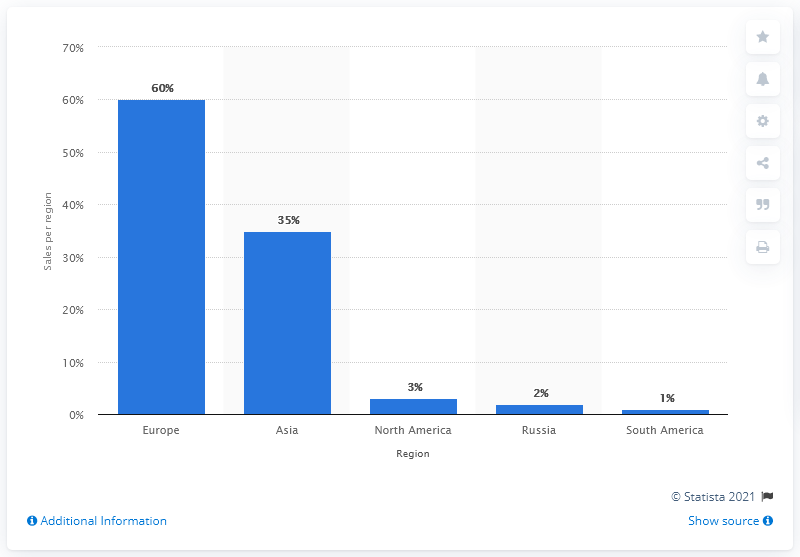 70%
60%
50%
40%
30%
20%
10%
0%
Sales per region
60%
35%
3%
2%
1%
Europe
Asia
North America
Russia
South America
Region
© Statista 2021
Additional Information
Show source